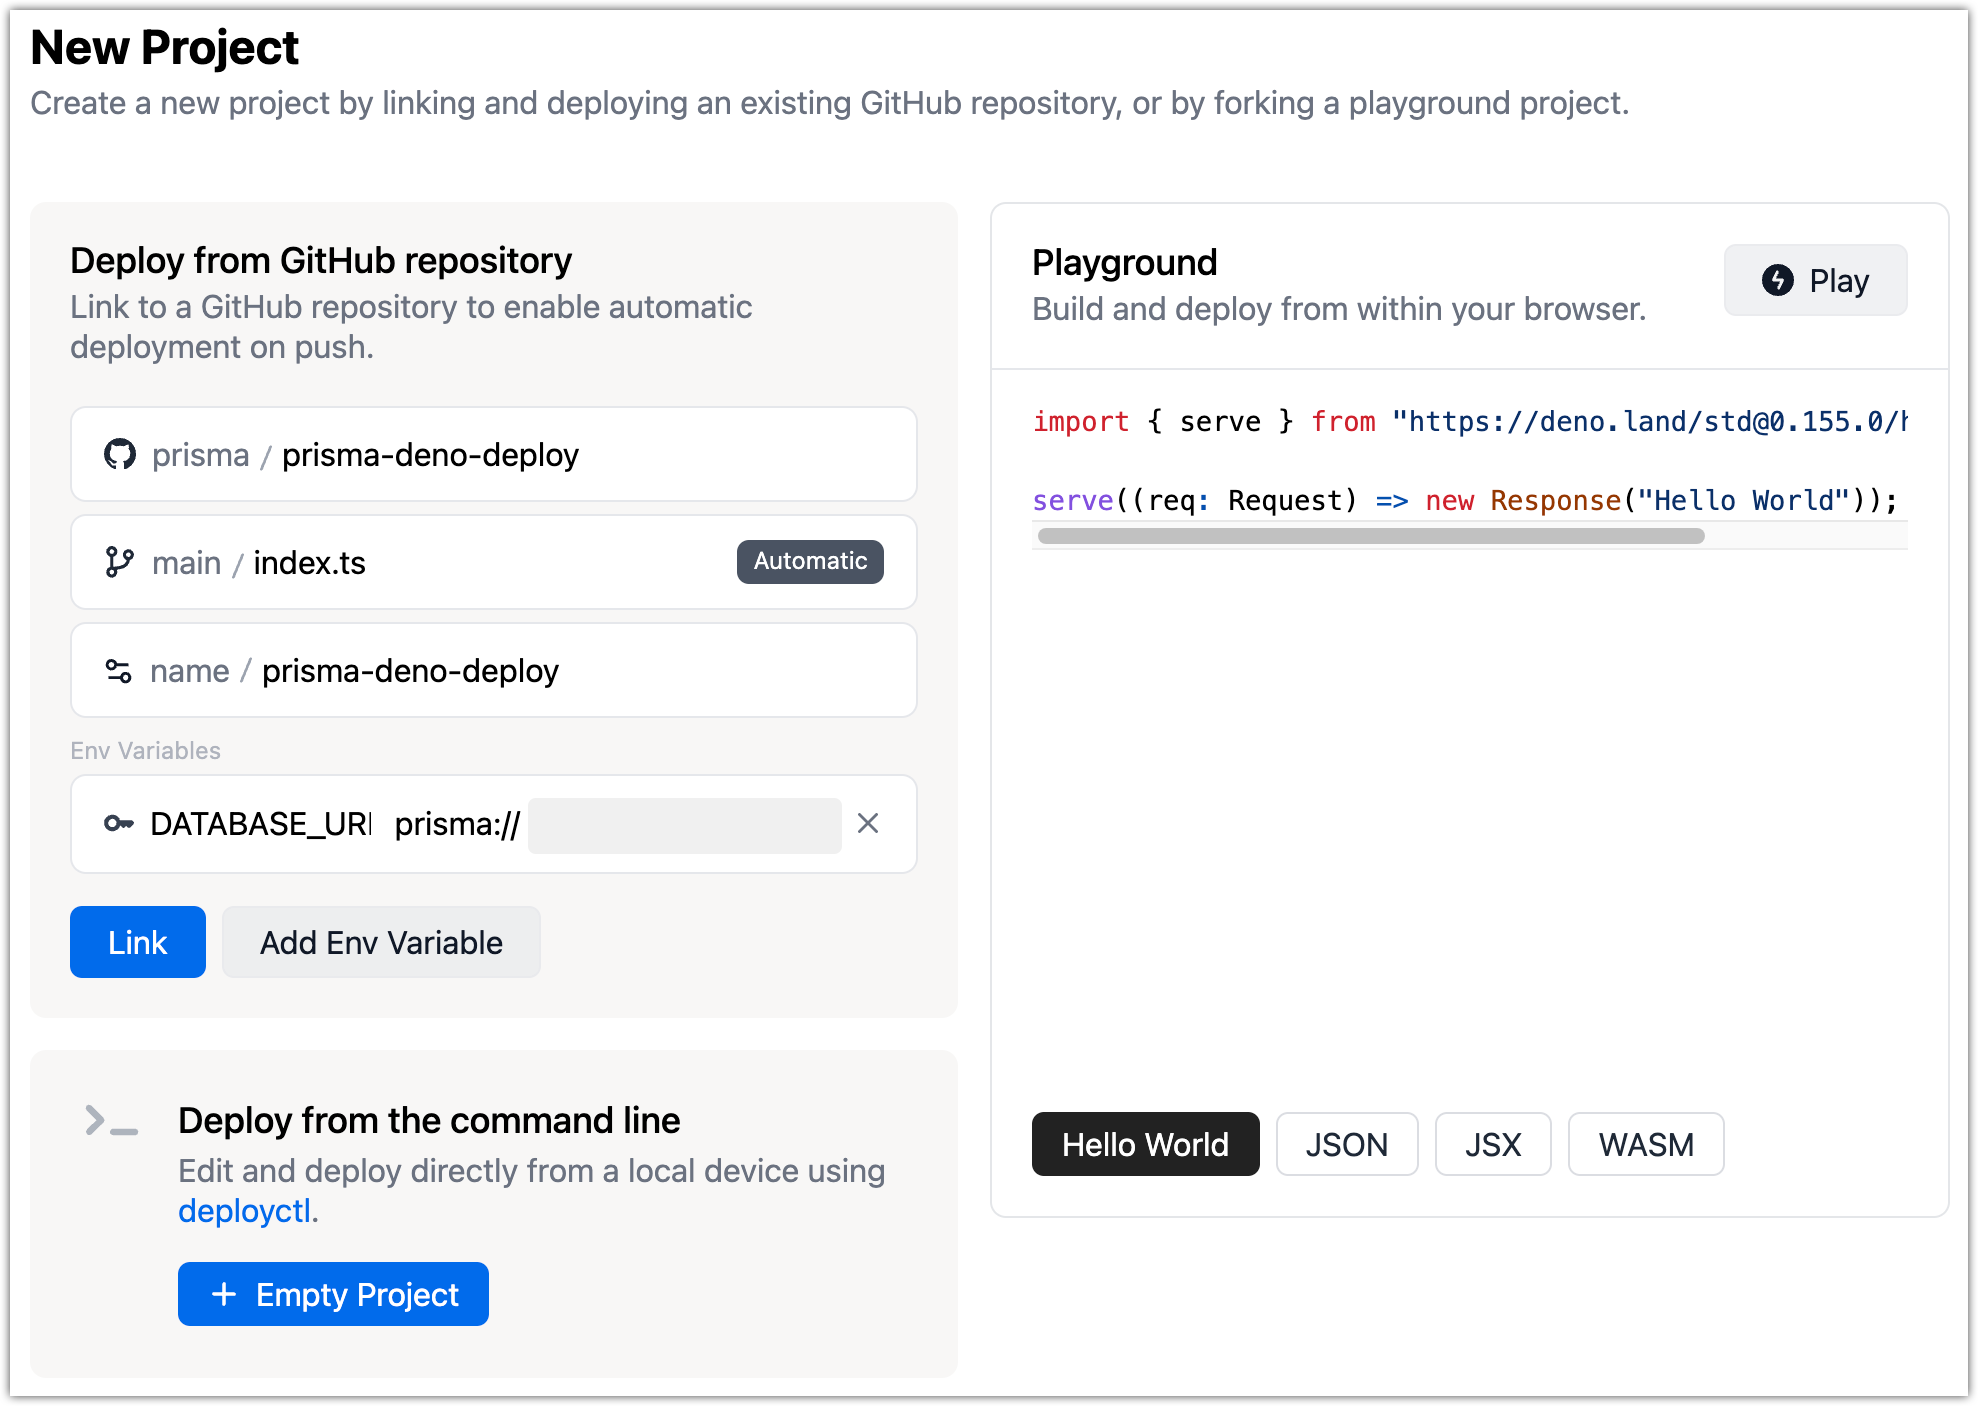 New Project
Create a new project by linking and deploying an existing GitHub repository, or by forking a playground project.
Deploy from GitHub repository
Link to a GitHub repository to enable automatic
deployment on push.
prisma / prisma-deno-deploy
main / index.ts
Automatic
name / prisma-deno-deploy
Env Variables
DATABASE_URL prisma://
Link
Add Env Variable
Deploy from the command line
Edit and deploy directly from a local device using
deployctl.
+ Empty Project
Playground
Build and deploy from within your browser.
Play
import { serve } from "https://deno.land/std@0.155.0/h
serve((req: Request) => new Response("Hello World"));
Hello World
JSON
JSX
WASM